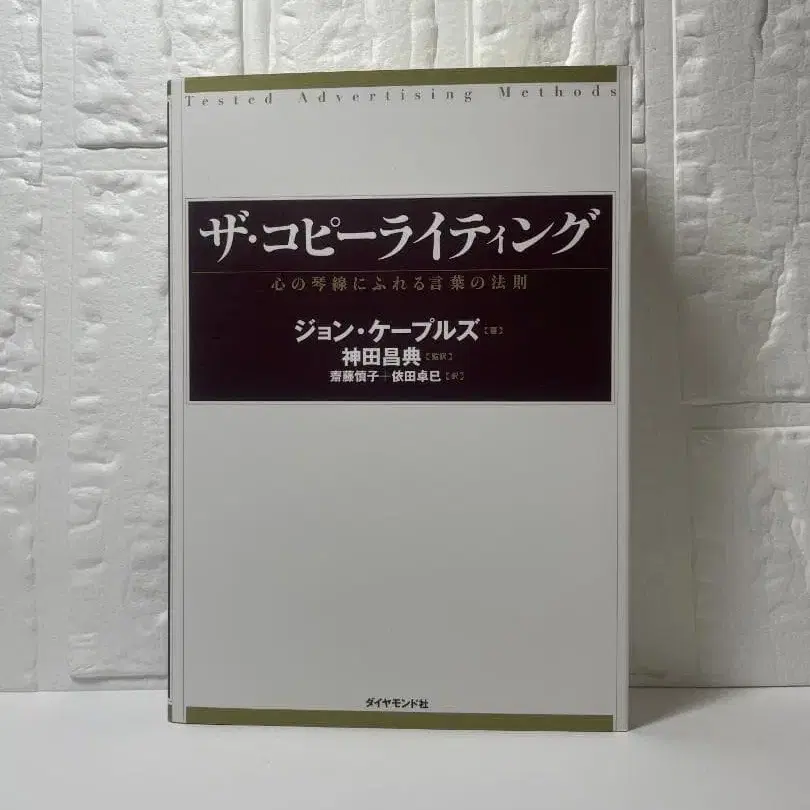 Tested Advertising Methods
ザ・コピーライティング
心の琴線にふれる言葉の法則
ジョン・ケープルズ[著]
神田昌典[監訳]
齋藤慎子+依田卓巳[訳]
ダイヤモンド社